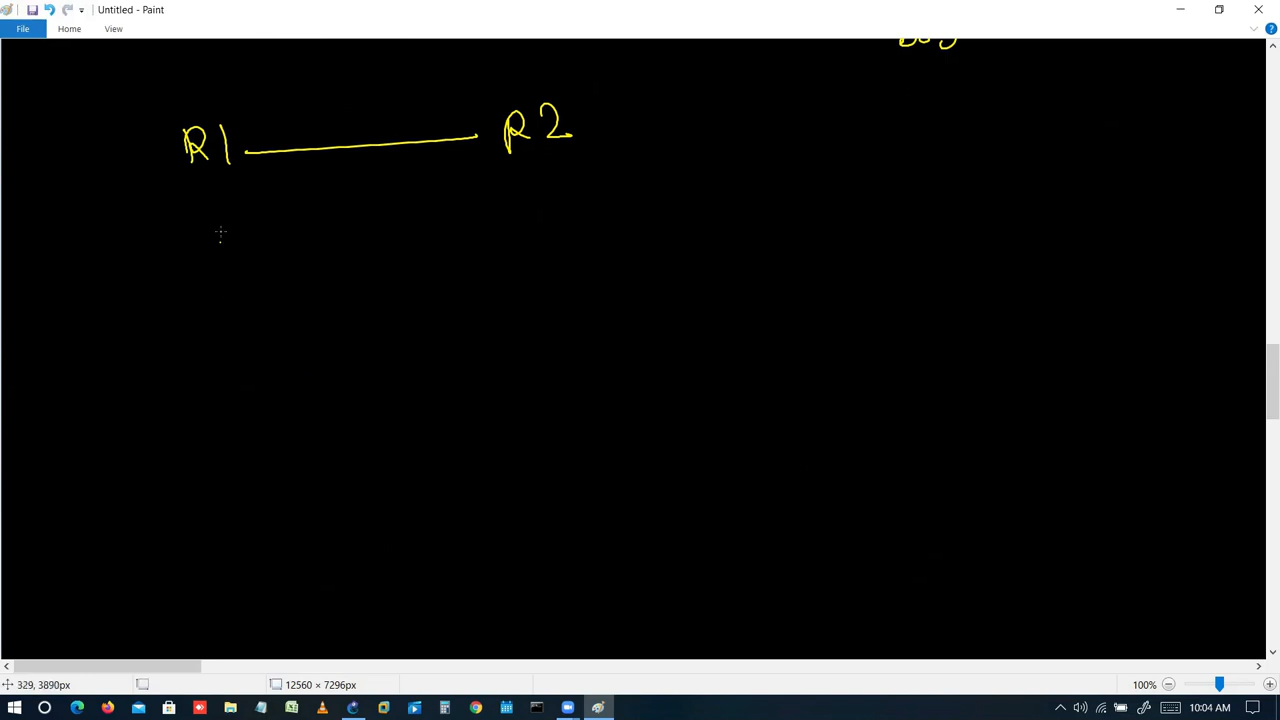 Untitled - Paint
File Home View
R1 R2
329, 3890px 12560 × 7296px 100%
10:04 AM